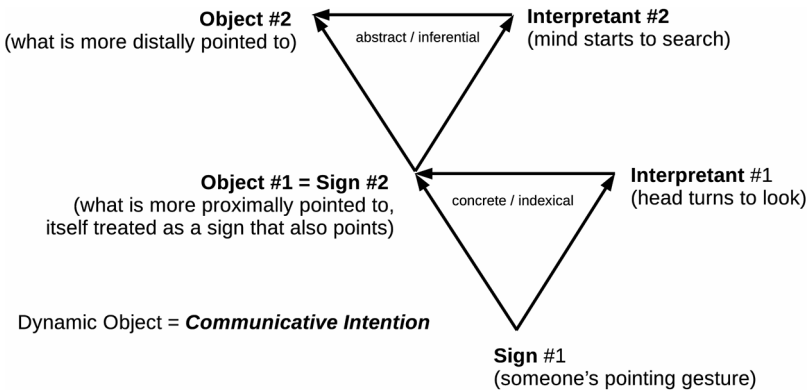 Object #2
(what is more distally pointed to)
abstract / inferential
Interpretant #2
(mind starts to search)
Object #1 = Sign #2
(what is more proximally pointed to,
itself treated as a sign that also points)
concrete / indexical
Interpretant #1
(head turns to look)
Dynamic Object = Communicative Intention
Sign #1
(someone's pointing gesture)